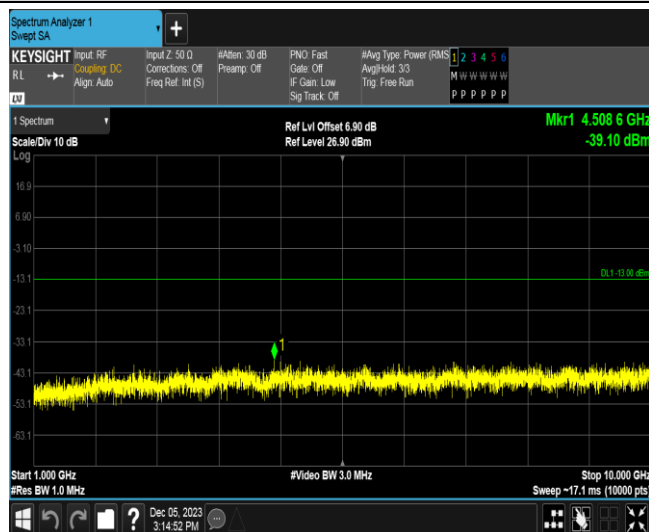 Spectrum Analyzer 1
Swept SA
KEYSIGHT
RL
LXI
Input: RF
Coupling: DC
Align: Auto
Input Z: 50 Ω
Corrections: Off
Freq Ref: Int (S)
#Atten: 30 dB
Preamp: Off
PNO: Fast
Gate: Off
IF Gain: Low
Sig Track: Off
#Avg Type: Power (RMS
Avg|Hold: 3/3
Trig: Free Run
1 2 3 4 5 6
M W W W W W
P P P P P P
1 Spectrum
Scale/Div 10 dB
Log
Ref Lvl Offset 6.90 dB
Ref Level 26.90 dBm
Mkr1 4.508 6 GHz
-39.10 dBm
16.9
6.90
-3.10
-13.1
DL1 -13.00 dBm
-23.1
-33.1
1
-43.1
-53.1
-63.1
Start 1.000 GHz
#Res BW 1.0 MHz
#Video BW 3.0 MHz
Stop 10.000 GHz
Sweep ~17.1 ms (10000 pts)
?
Dec 05, 2023
3:14:52 PM